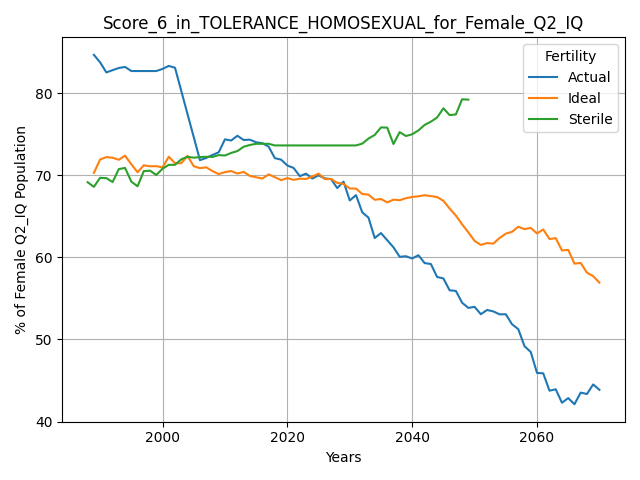 Score_6_in_TOLERANCE_HOMOSEXUAL_for_Female_Q2_IQ
Fertility
Actual
Ideal
Sterile
% of Female Q2_IQ Population
80
70
60
50
40
2000 2020 2040 2060
Years